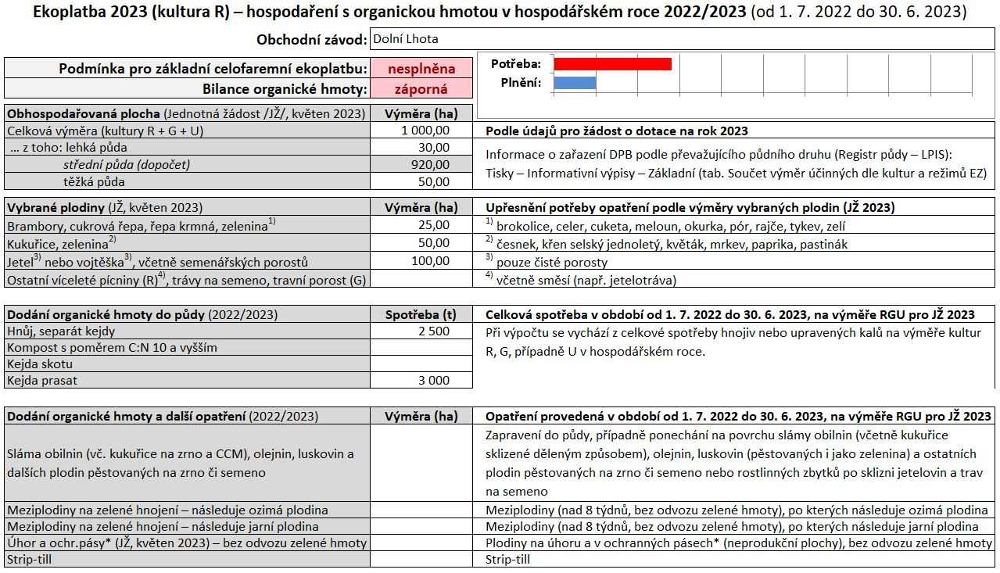 Ekoplatba 2023 (kultura R) – hospodaření s organickou hmotou v hospodářském roce 2022/2023 (od 1. 7. 2022 do 30. 6. 2023)
Obchodní závod: Dolní Lhota
Podmínka pro základní celofaremní ekoplatbu: nesplněna
Bilance organické hmoty: záporná
Potřeba:
Plnění:
Obhospodařovaná plocha (Jednotná žádost /JŽ/, květen 2023) Výměra (ha)
Celková výměra (kultury R + G + U) 1 000,00 Podle údajů pro žádost o dotace na rok 2023
... z toho: lehká půda 30,00
Informace o zařazení DPB podle převažujícího půdního druhu (Registr půdy – LPIS):
střední půda (dopočet) 920,00
Tisky – Informativní výpisy – Základní (tab. Součet výměr účinných dle kultur a režimů EZ)
těžká půda 50,00
Vybrané plodiny (JŽ, květen 2023) Výměra (ha) Upřesnění potřeby opatření podle výměry vybraných plodin (JŽ 2023)
Brambory, cukrová řepa, řepa krmná, zelenina1) 25,00 1) brokolice, celer, cuketa, meloun, okurka, pór, rajče, tykev, zelí
Kukuřice, zelenina2) 50,00 2) česnek, křen selský jednoletý, květák, mrkev, paprika, pastinák
Jetel3) nebo vojtěška3), včetně semenářských porostů 100,00 3) pouze čisté porosty
Ostatní víceleté pícniny (R)4), trávy na semeno, travní porost (G) 4) včetně směsí (např. jetelotráva)
Dodání organické hmoty do půdy (2022/2023) Spotřeba (t) Celková spotřeba v období od 1. 7. 2022 do 30. 6. 2023, na výměře RGU pro JŽ 2023
Hnůj, separát kejdy 2 500 Při výpočtu se vychází z celkové spotřeby hnojiv nebo upravených kalů na výměře kultur
Kompost s poměrem C:N 10 a vyšším R, G, případně U v hospodářském roce.
Kejda skotu
Kejda prasat 3 000
Dodání organické hmoty a další opatření (2022/2023) Výměra (ha) Opatření provedená v období od 1. 7. 2022 do 30. 6. 2023, na výměře RGU pro JŽ 2023
Sláma obilnin (vč. kukuřice na zrno a CCM), olejnin, luskovin a
dalších plodin pěstovaných na zrno či semeno
Zapravení do půdy, případně ponechání na povrchu slámy obilnin (včetně kukuřice
sklizené děleným způsobem), olejnin, luskovin (pěstovaných i jako zelenina) a ostatních
plodin pěstovaných na zrno či semeno nebo rostlinných zbytků po sklizni jetelovin a trav
na semeno
Meziplodiny na zelené hnojení – následuje ozimá plodina Meziplodiny (nad 8 týdnů, bez odvozu zelené hmoty), po kterých následuje ozimá plodina
Meziplodiny na zelené hnojení – následuje jarní plodina Meziplodiny (nad 8 týdnů, bez odvozu zelené hmoty), po kterých následuje jarní plodina
Úhor a ochr.pásy* (JŽ, květen 2023) – bez odvozu zelené hmoty Plodiny na úhoru a v ochranných pásech* (neprodukční plochy), bez odvozu zelené hmoty
Strip-till Strip-till